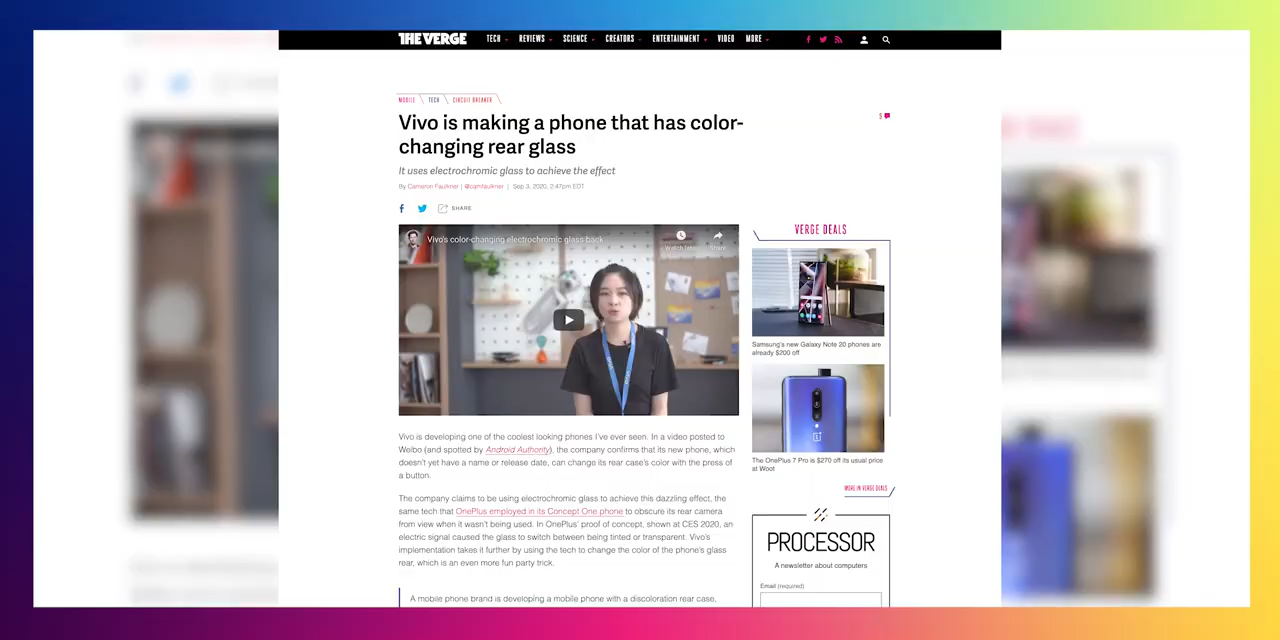 THE VERGE
TECH
REVIEWS
SCIENCE
CREATORS
ENTERTAINMENT
VIDEO
MORE
MOBILE
TECH
CIRCUIT BREAKER
9
Vivo is making a phone that has color-
changing rear glass
It uses electrochromic glass to achieve the effect
By Cameron Faulkner | @camfaulkner | Sep 3, 2020, 2:47pm EDT
SHARE
Vivo's color-changing electrochromic glass back
Share
VERGE DEALS
Samsung's new Galaxy Note 20 phones are
already $200 off
The OnePlus 7 Pro is $270 off its usual price
at Woot
MORE IN VERGE DEALS
Vivo is developing one of the coolest looking phones I've ever seen. In a video posted to
Weibo (and spotted by Android Authority), the company confirms that its new phone, which
doesn't yet have a name or release date, can change its rear case's color with the press of
a button.
The company claims to be using electrochromic glass to achieve this dazzling effect, the
same tech that OnePlus employed in its Concept One phone to obscure its rear camera
from view when it wasn't being used. In OnePlus' proof of concept, shown at CES 2020, an
electric signal caused the glass to switch between being tinted or transparent. Vivo's
implementation takes it further by using the tech to change the color of the phone's glass
rear, which is an even more fun party trick.
A mobile phone brand is developing a mobile phone with a discoloration rear case,
PROCESSOR
A newsletter about computers
Email (required)